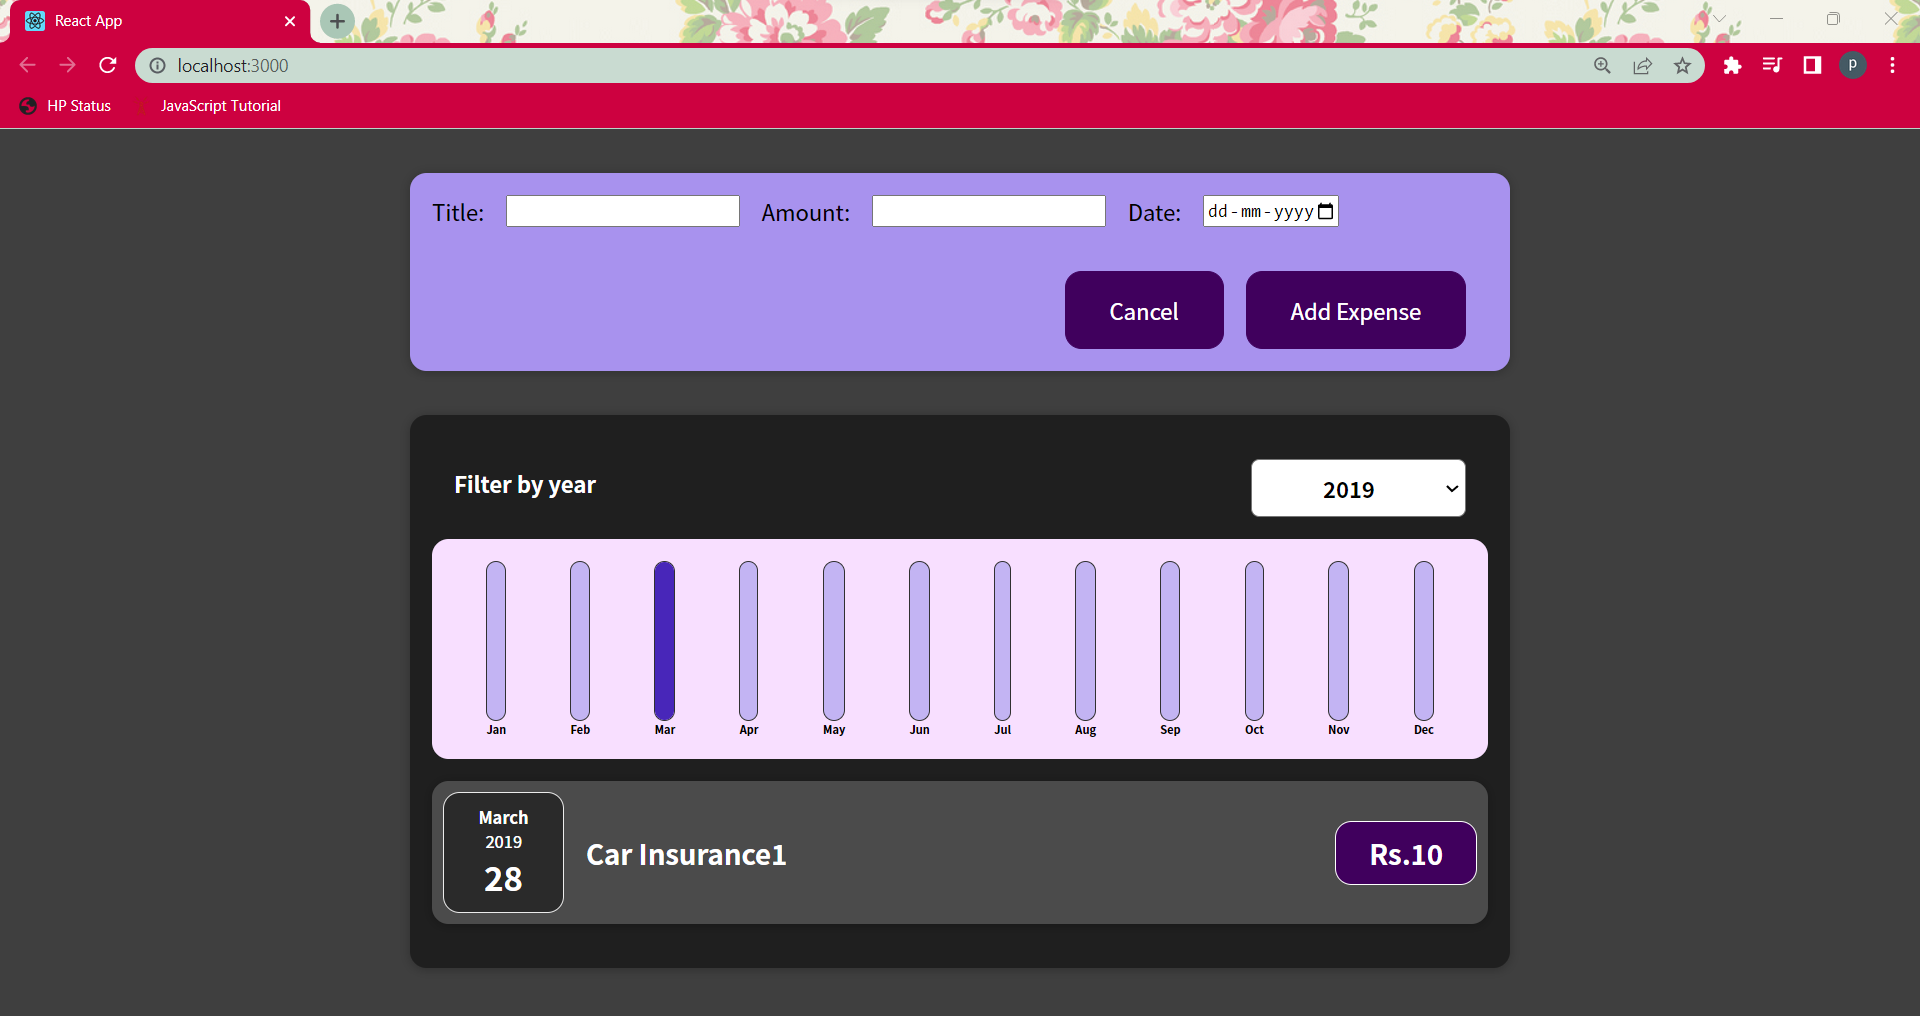 React App
localhost:3000
P
HP Status JavaScript Tutorial
Title: Amount: Date: dd-mm-yyyy
Cancel Add Expense
Filter by year 2019
Jan Feb Mar Apr May Jun Jul Aug Sep Oct Nov Dec
March
2019
28
Car Insurance1
Rs.10